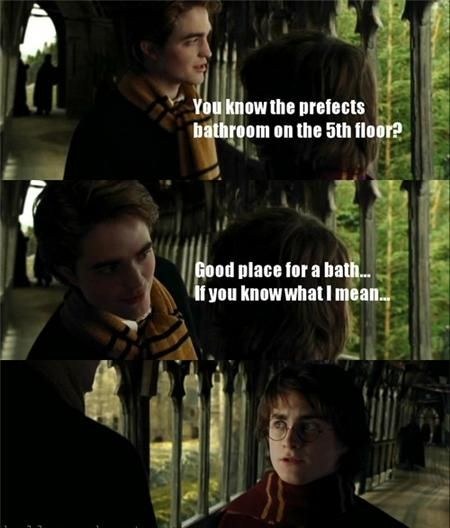 You know the prefects
bathroom on the 5th floor?
Good place for a bath...
If you know what I mean...